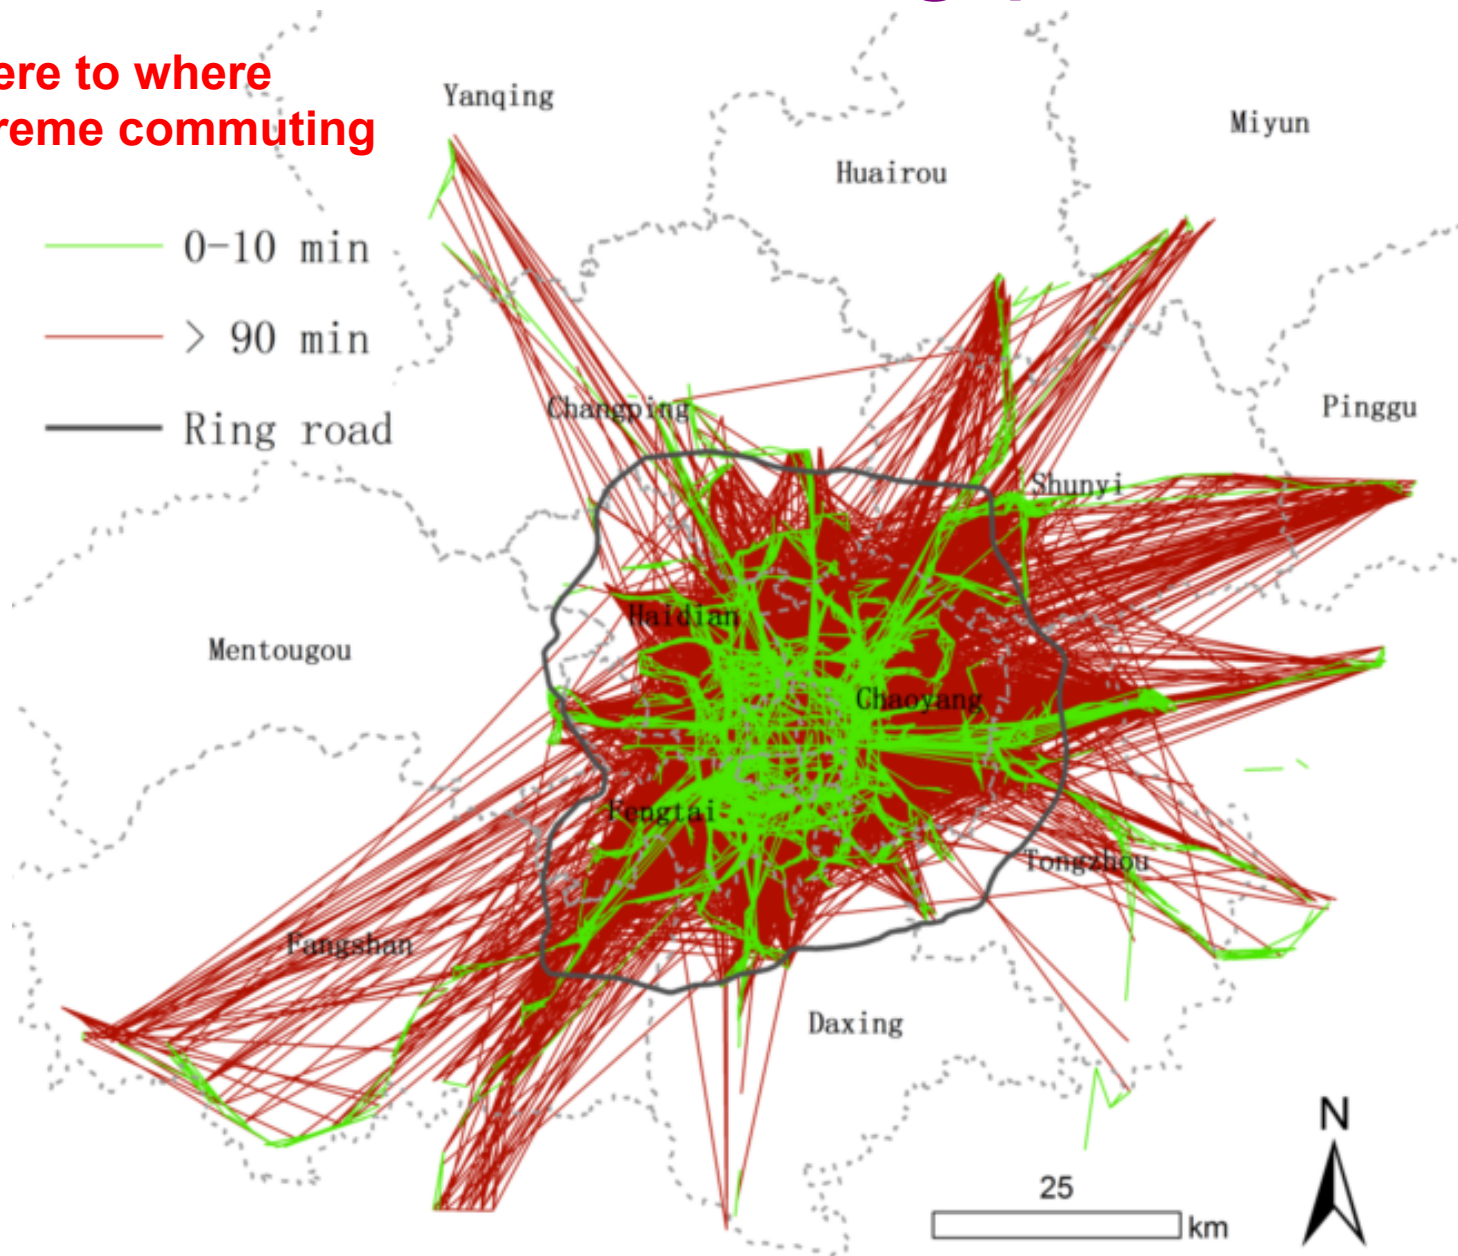 ere to where
reme commuting
Yanqing
Miyun
Huairou
0-10 min
> 90 min
Ring road
Changping
Pinggu
Shunyi
Haidian
Mentougou
Chaoyang
Fengtai
Tongzhou
Fangshan
Daxing
N
25
km